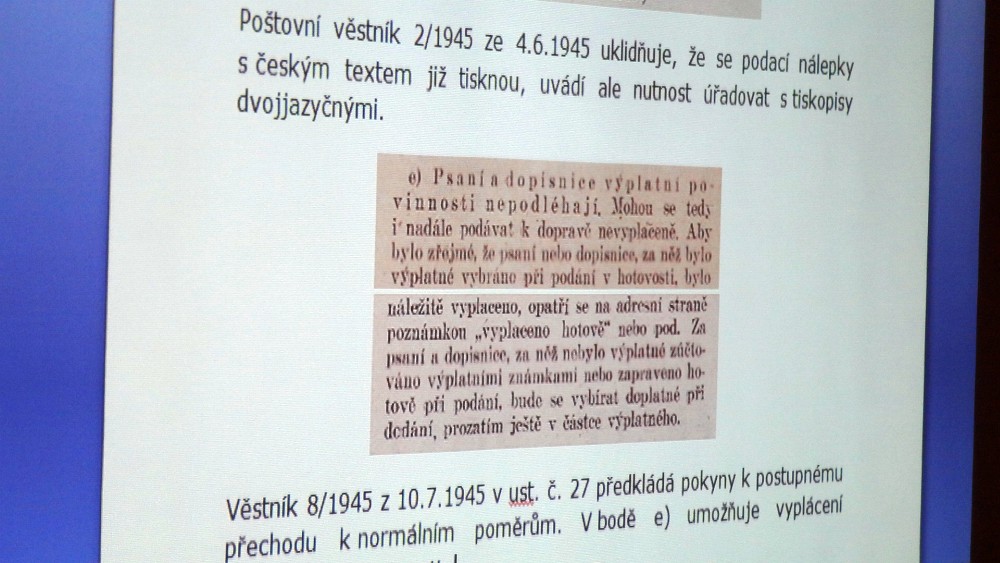 Poštovní věstník 2/1945 ze 4.6.1945 uklidňuje, že se podací nálepky
s českým textem již tisknou, uvádí ale nutnost úřadovat s tiskopisy
dvojjazyčnými.
e) Psaní a dopisnice výplatní po-
vinnosti nepodléhají. Mohou se tedy
i nadále podávat k dopravě nevyplaceně. Aby
bylo zřejmé, že psaní nebo dopisnice, za něž bylo
výplatné vybráno při podání v hotovosti, bylo
náležitě vyplaceno, opatří se na adresní straně
poznámkou „vyplaceno hotově“ nebo pod. Za
psaní a dopisnice, za něž nebylo výplatné zúčto-
váno výplatními známkami nebo zapraveno ho-
tově při podání, bude se vybírat doplatné při
dodání, prozatím ještě v částce výplatného.
Věstník 8/1945 z 10.7.1945 v ust. č. 27 předkládá pokyny k postupnému
přechodu k normálním poměrům. V bodě e) umožňuje vyplácení